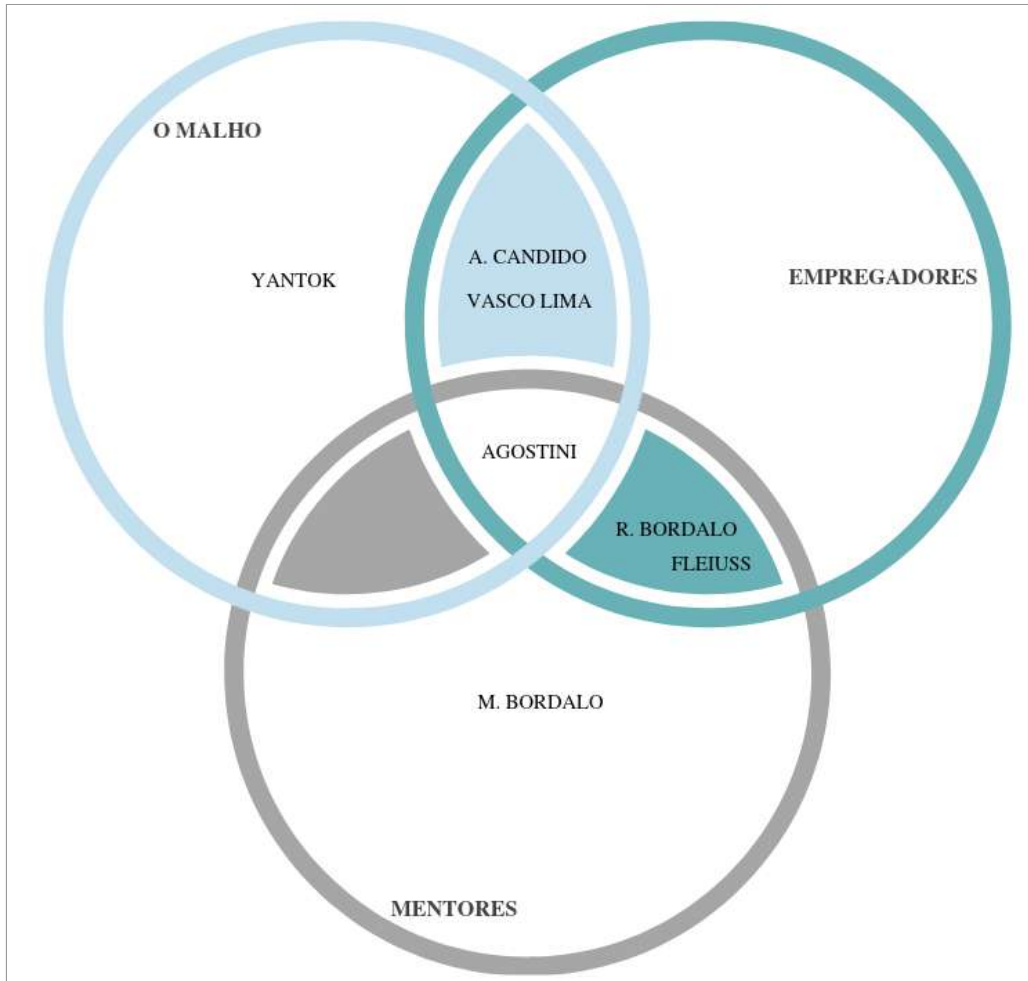 O MALHO
A. CANDIDO
YANTOK
EMPREGADORES
VASCO LIMA
AGOSTINI
R. BORDALO
FLEIUSS
M. BORDALO
MENTORES